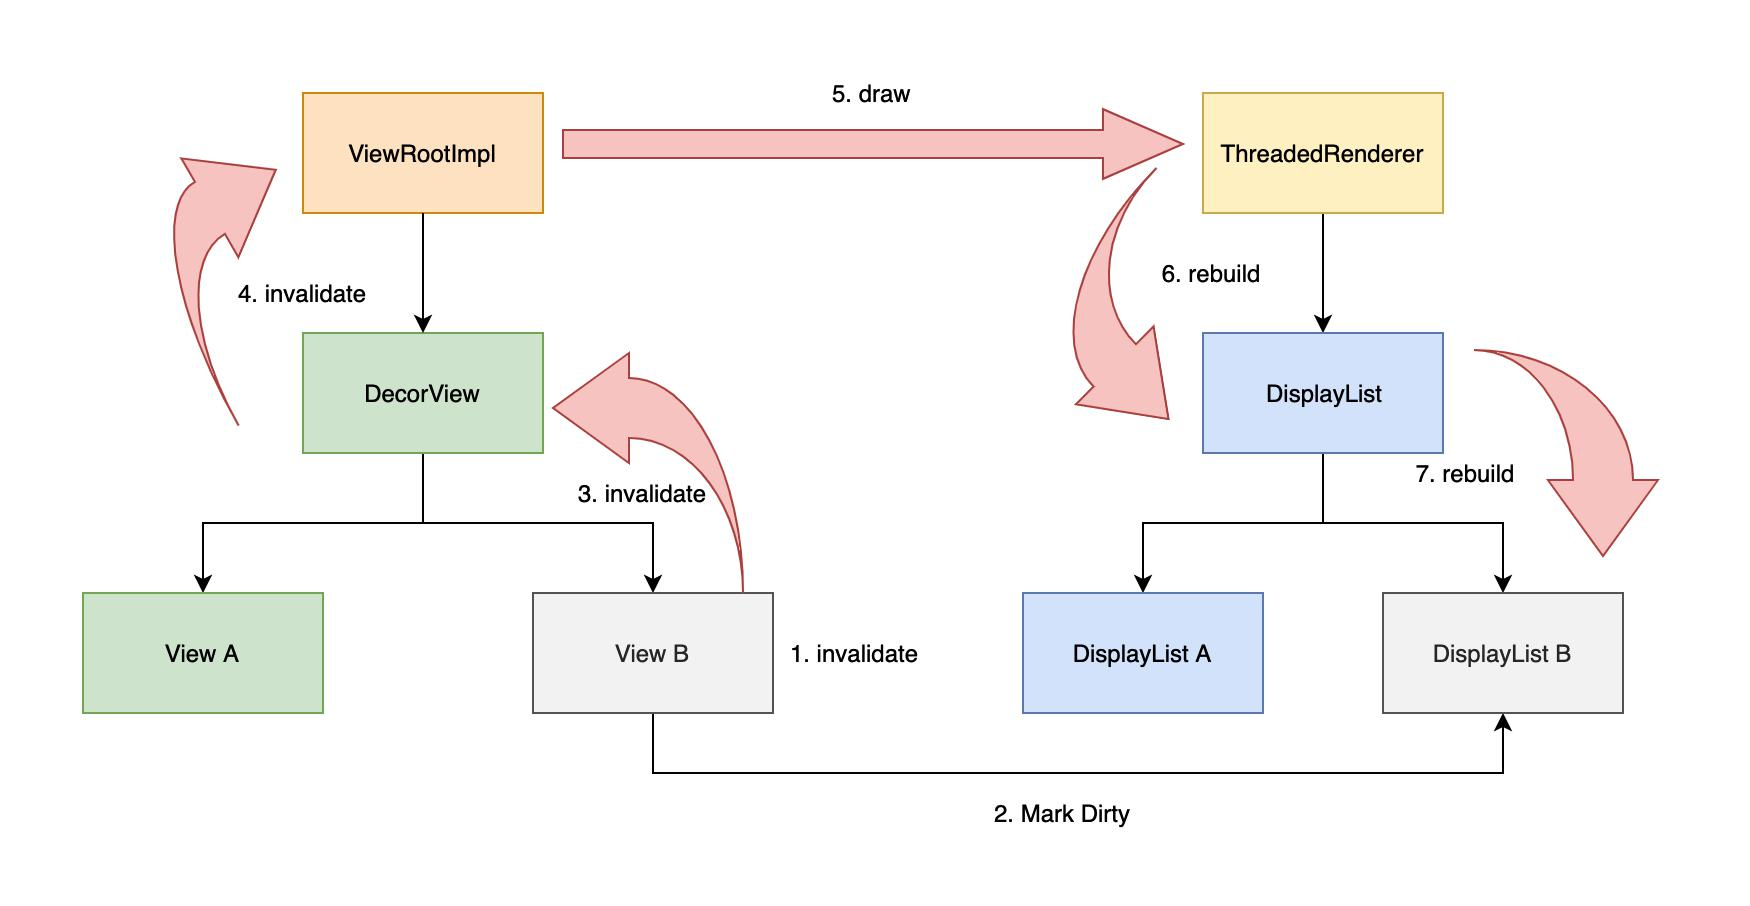 5. draw
ViewRootImpl
ThreadedRenderer
4. invalidate
6. rebuild
DecorView
DisplayList
3. invalidate
7. rebuild
View A
View B
1. invalidate
DisplayList A
DisplayList B
2. Mark Dirty